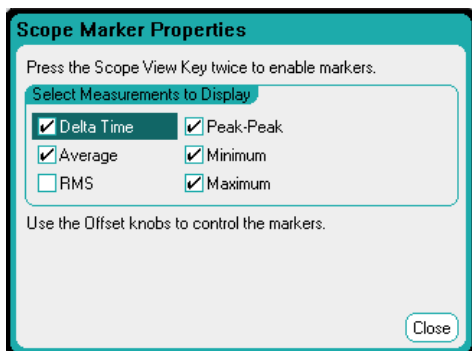 Scope Marker Properties
Press the Scope View Key twice to enable markers.
Select Measurements to Display
Delta Time
Peak-Peak
Average
Minimum
RMS
Maximum
Use the Offset knobs to control the markers.
Close